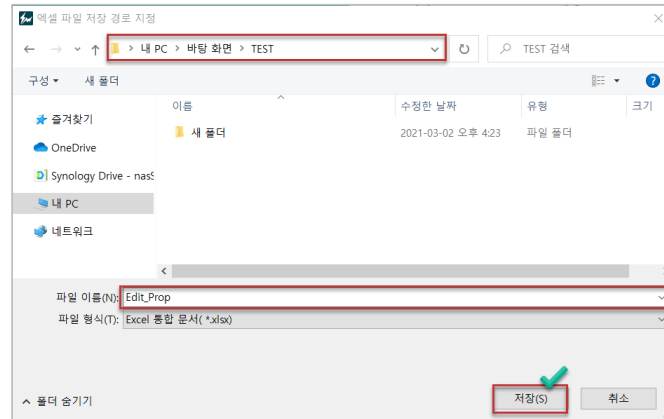 엑셀 파일 저장 경로 지정
내 PC > 바탕 화면 > TEST
TEST 검색
구성 새 폴더
이름 수정한 날짜 유형 크기
즐겨찾기
새 폴더 2021-03-02 오후 4:23 파일 폴더
OneDrive
Synology Drive - nasS
내 PC
네트워크
파일 이름(N): Edit_Prop
파일 형식(T): Excel 통합 문서( *.xlsx)
폴더 숨기기 저장(S) 취소